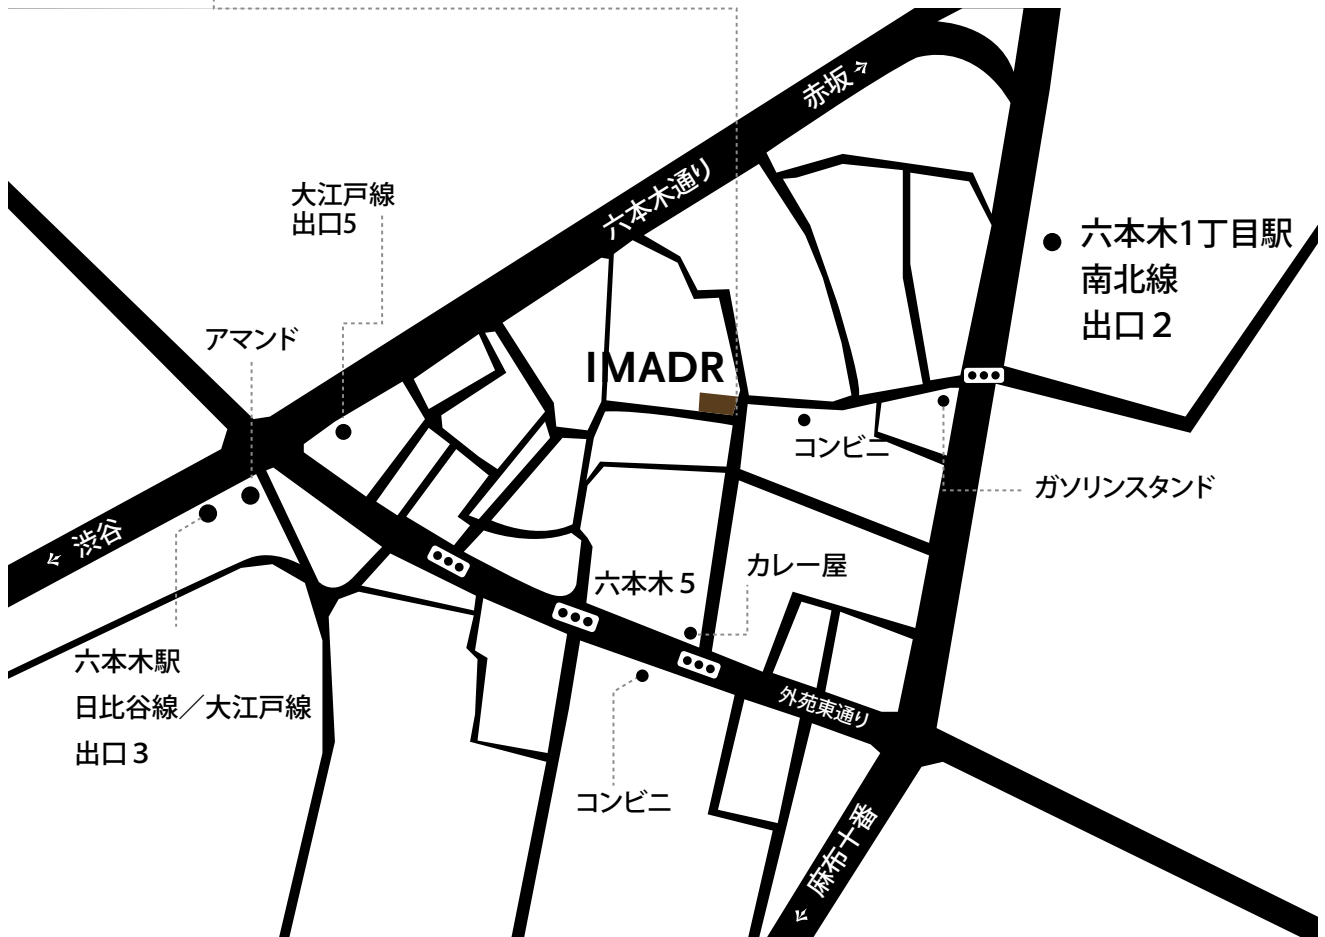 赤坂
六本木通り
大江戸線
出口5
六本木1丁目駅
南北線
出口2
アマンド
IMADR
コンビニ
ガソリンスタンド
渋谷
カレー屋
六本木5
六本木駅
日比谷線／大江戸線
出口3
外苑東通り
コンビニ
麻布十番